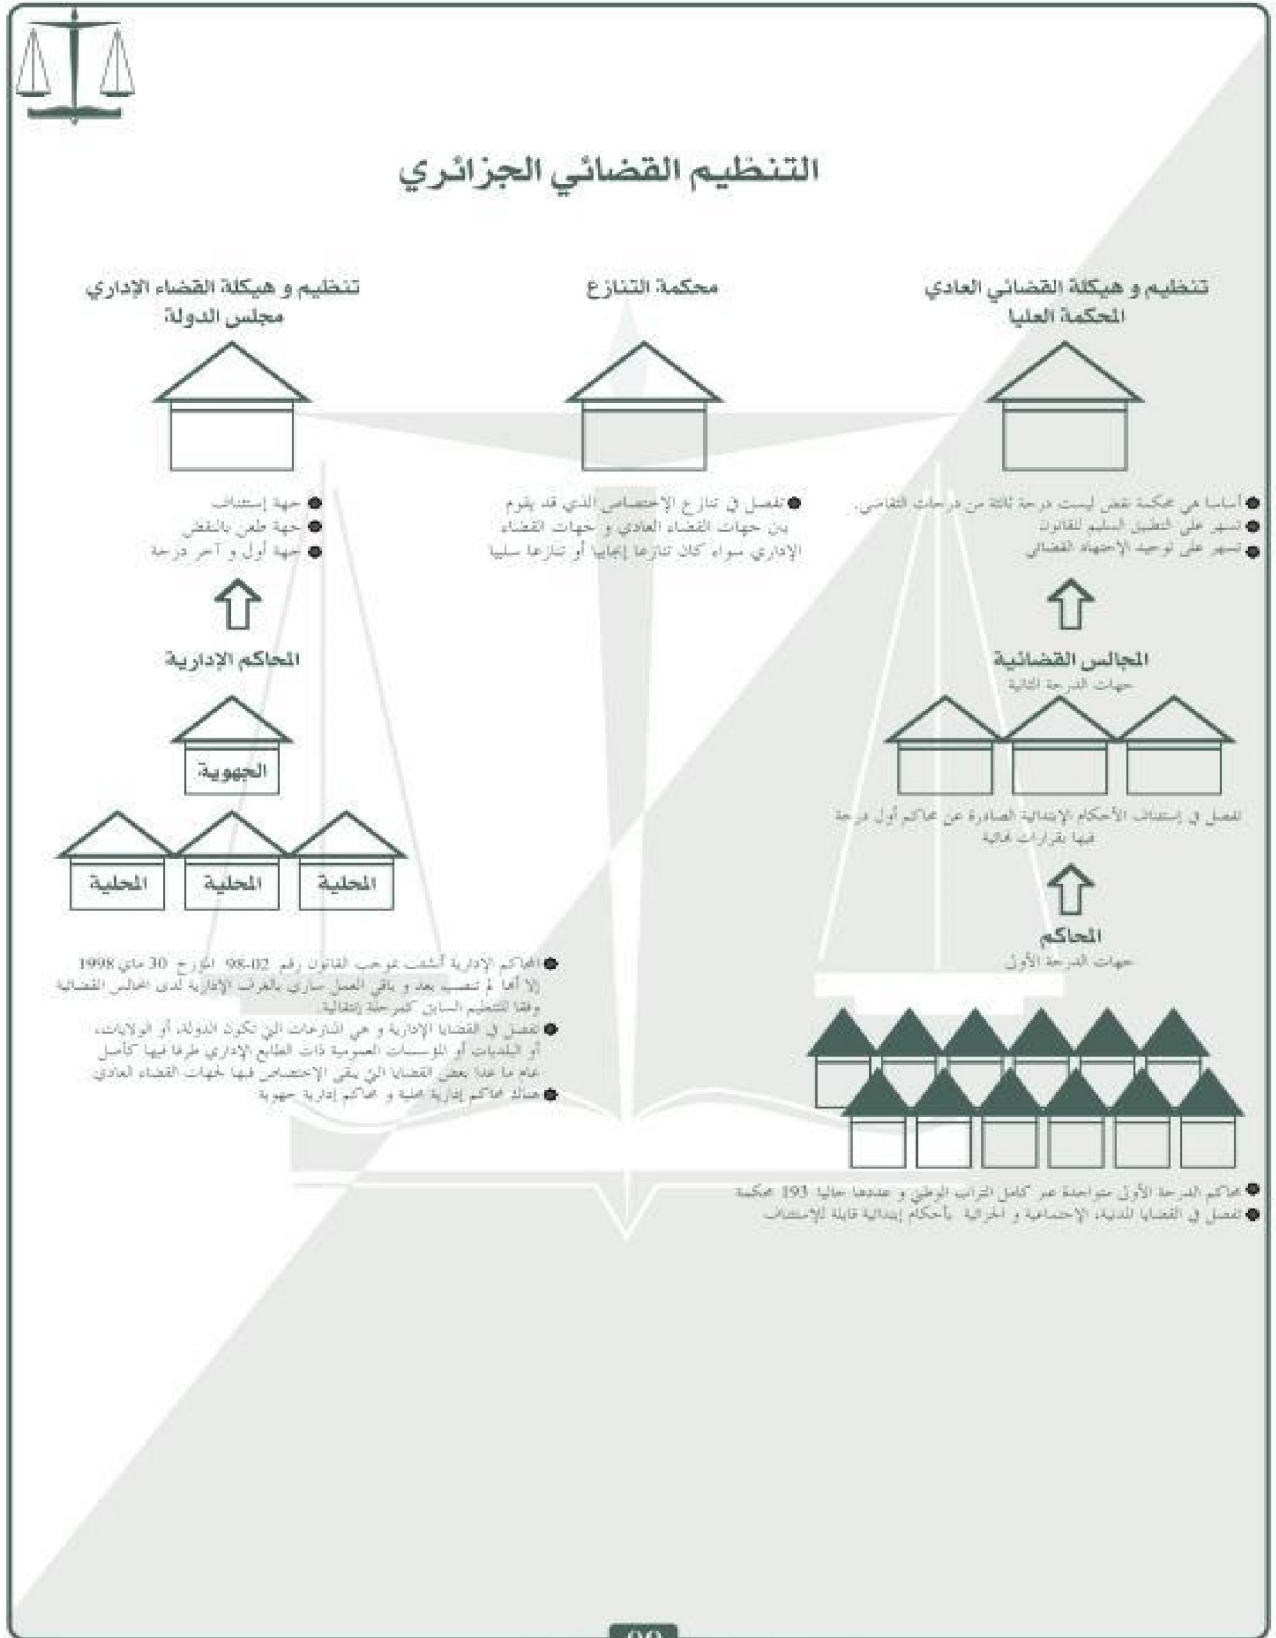 التنظيم القضائي الجزائري
تنظيم و هيكلة القضائي العادي
المحكمة العليا
أساسا هي محكمة نقض ليست درجة ثالثة من درجات التقاضي.
تسهر على التطبيق السليم للقانون
تسهر على توحيد الإجتهاد القضائي
المجالس القضائية
جهات الدرجة الثانية
تفصل في إستئناف الأحكام الإبتدائية الصادرة عن محاكم أول درجة
فيها بقرارات نهائية
المحاكم
جهات الدرجة الأولى
محاكم الدرجة الأولى متواجدة عبر كامل التراب الوطني و عددها حاليا 193 محكمة
تفصل في القضايا المدنية، الإجتماعية و الجزائية بأحكام إبتدائية قابلة للإستئناف
محكمة التنازع
تفصل في تنازع الإختصاص الذي قد يقوم
بين جهات القضاء العادي و جهات القضاء
الإداري سواء كان تنازعا إيجابيا أو تنازعا سلبيا
تنظيم و هيكلة القضاء الإداري
مجلس الدولة
جهة إستئناف
جهة طعن بالنقض
جهة أول و آخر درجة
المحاكم الإدارية
الجهوية
المحلية
المحلية
المحلية
المحاكم الإدارية أنشئت بموجب القانون رقم 02-98 المؤرخ 30 ماي 1998
إلا أنها لم تنصب بعد و باقي العمل ساري بالغرف الإدارية لدى المجالس القضائية
وفقا للتنظيم السابق كمرحلة إنتقالية.
تفصل في القضايا الإدارية و هي المنازعات التي تكون الدولة، أو الولايات،
أو البلديات أو المؤسسات العمومية ذات الطابع الإداري طرفا فيها كأصل
عام ما عدا بعض القضايا التي يبقى الإختصاص فيها لجهات القضاء العادي
هناك محاكم إدارية محلية و محاكم إدارية جهوية